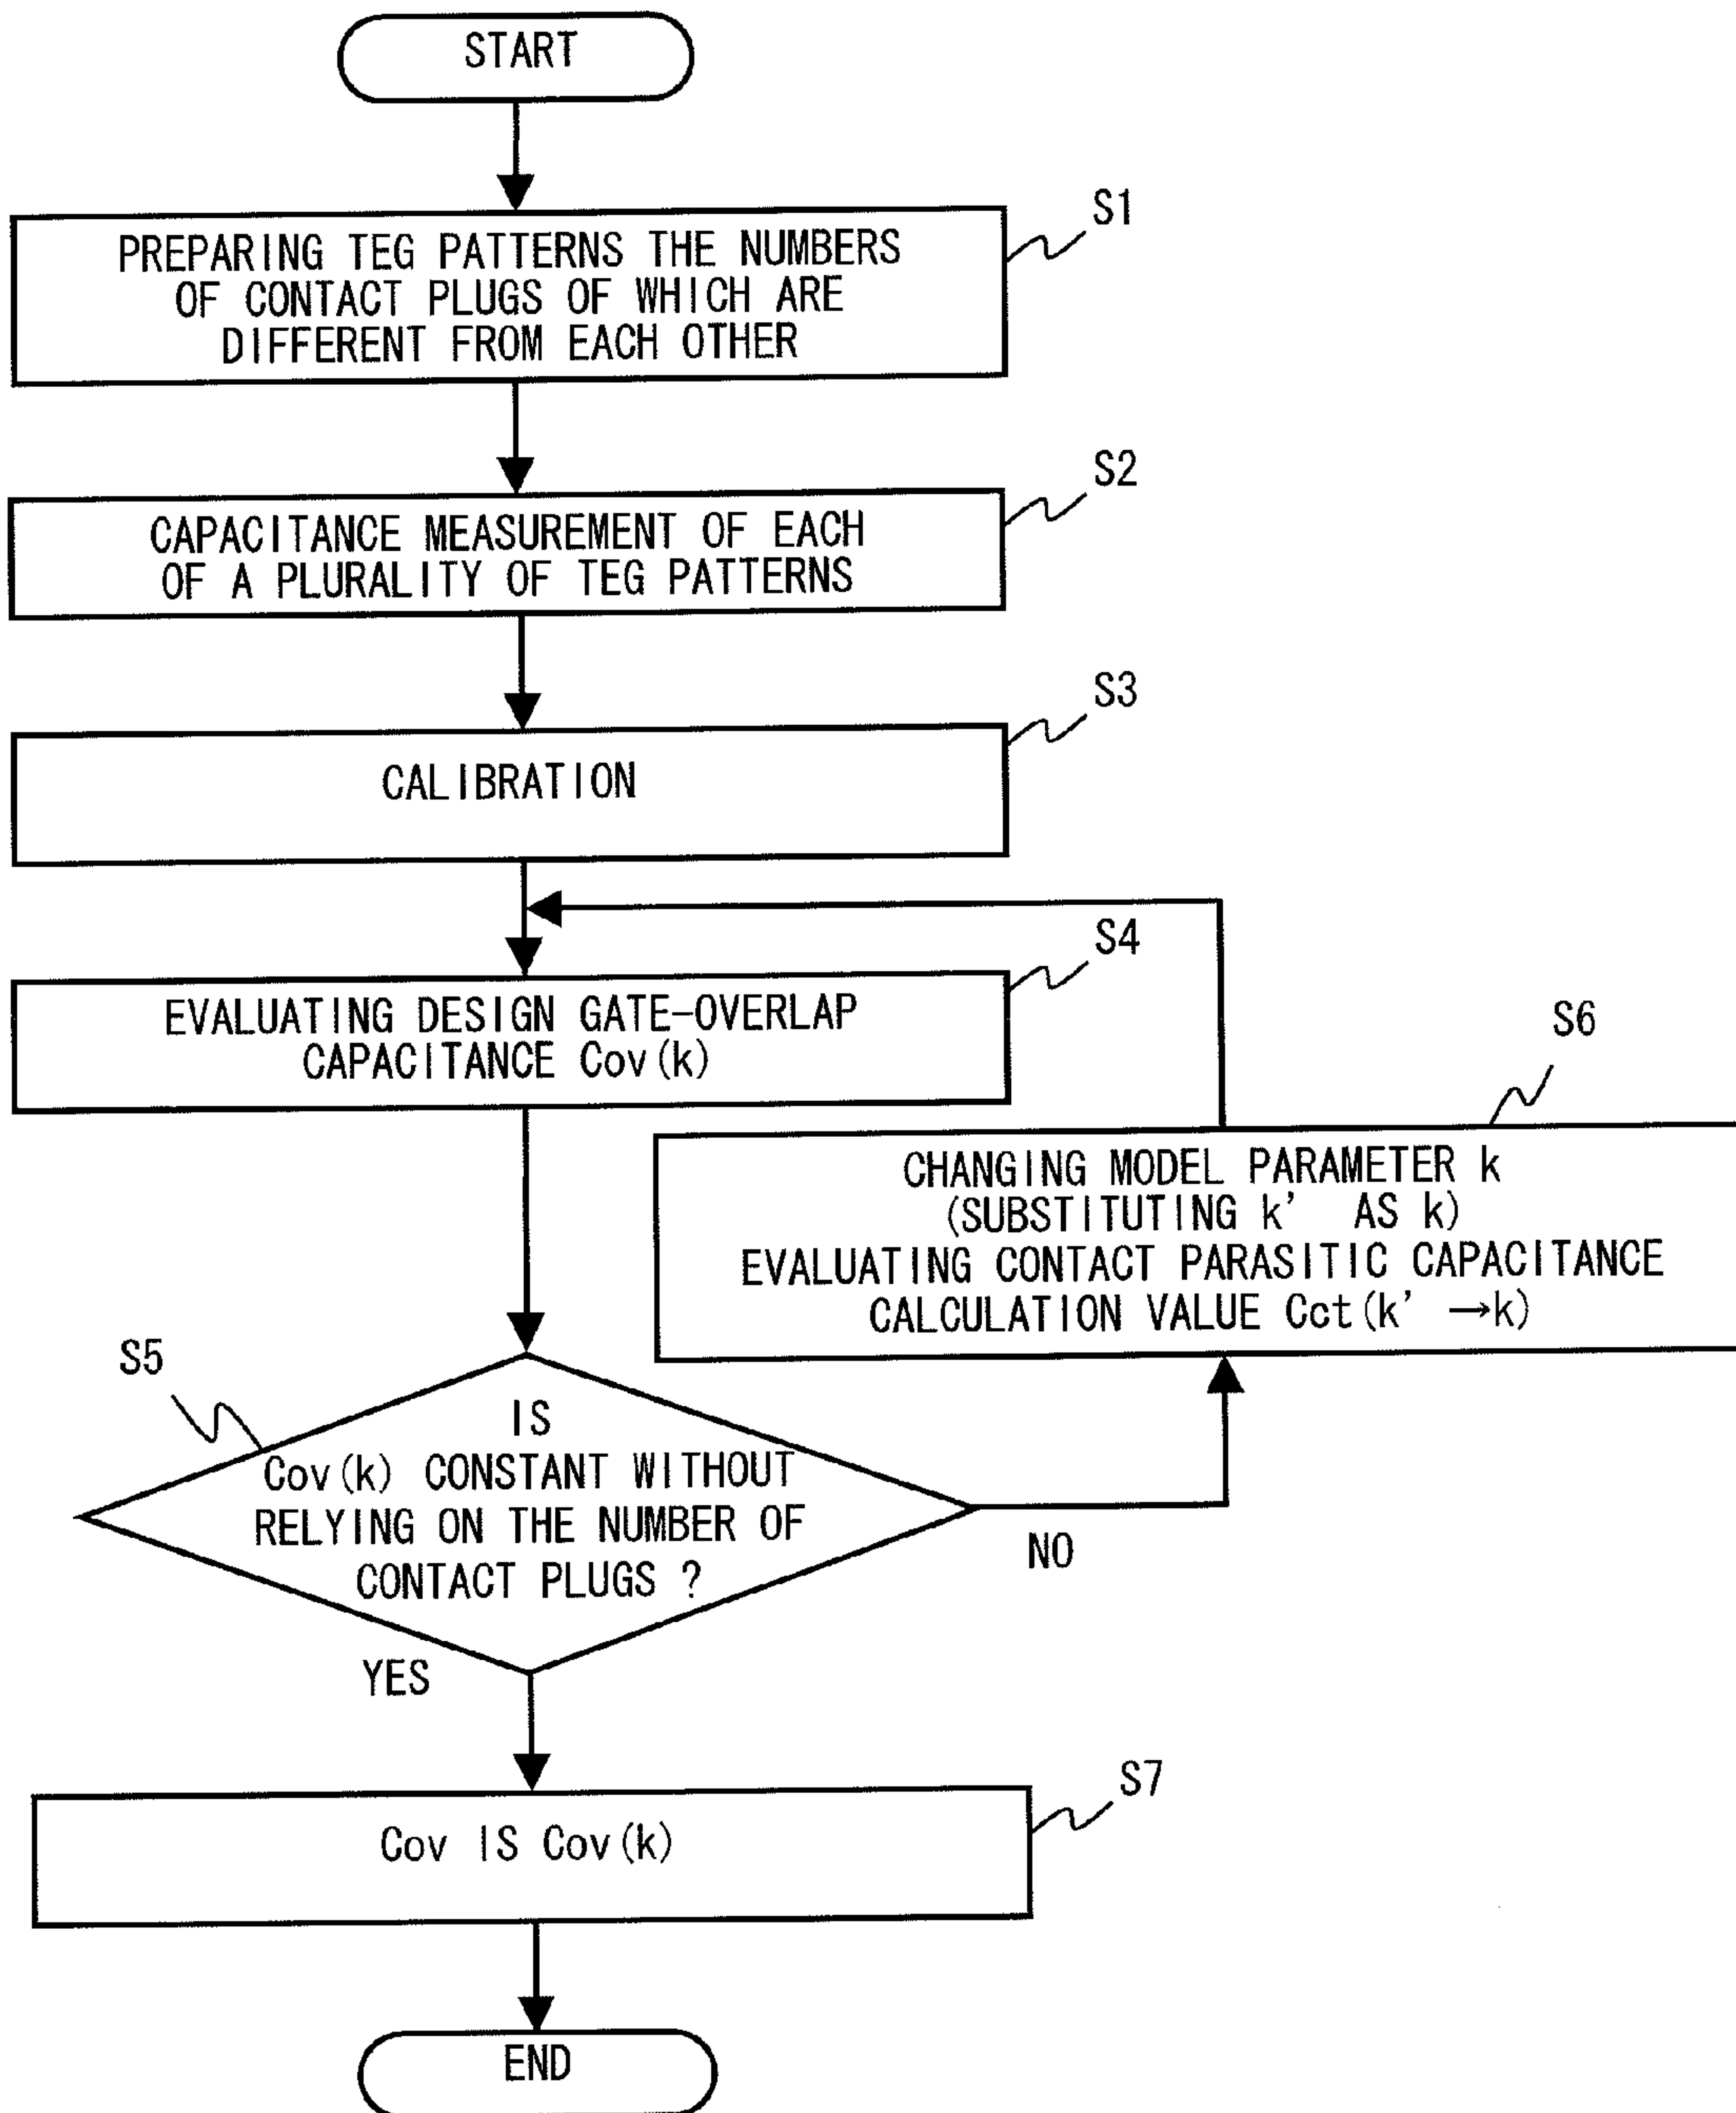 START
S1
PREPARING TEG PATTERNS THE NUMBERS
OF CONTACT PLUGS OF WHICH ARE
DIFFERENT FROM EACH OTHER
S2
CAPACITANCE MEASUREMENT OF EACH
OF A PLURALITY OF TEG PATTERNS
S3
CALIBRATION
S4
EVALUATING DESIGN GATE-OVERLAP
CAPACITANCE Cov(k)
S6
CHANGING MODEL PARAMETER k
(SUBSTITUTING k' AS k)
EVALUATING CONTACT PARASITIC CAPACITANCE
CALCULATION VALUE Cct(k' →k)
S5
IS
Cov(k) CONSTANT WITHOUT
RELYING ON THE NUMBER OF
CONTACT PLUGS ?
NO
YES
S7
Cov IS Cov(k)
END